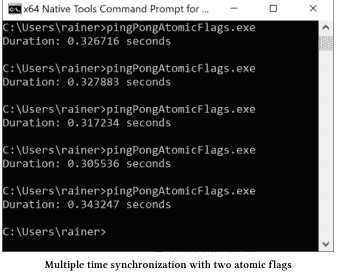 x64 Native Tools Command Prompt for ...
C:\Users\rainer>pingPongAtomicFlags.exe
Duration: 0.326716 seconds
C:\Users\rainer>pingPongAtomicFlags.exe
Duration: 0.327883 seconds
C:\Users\rainer>pingPongAtomicFlags.exe
Duration: 0.317234 seconds
C:\Users\rainer>pingPongAtomicFlags.exe
Duration: 0.305536 seconds
C:\Users\rainer>pingPongAtomicFlags.exe
Duration: 0.343247 seconds
C:\Users\rainer>
Multiple time synchronization with two atomic flags